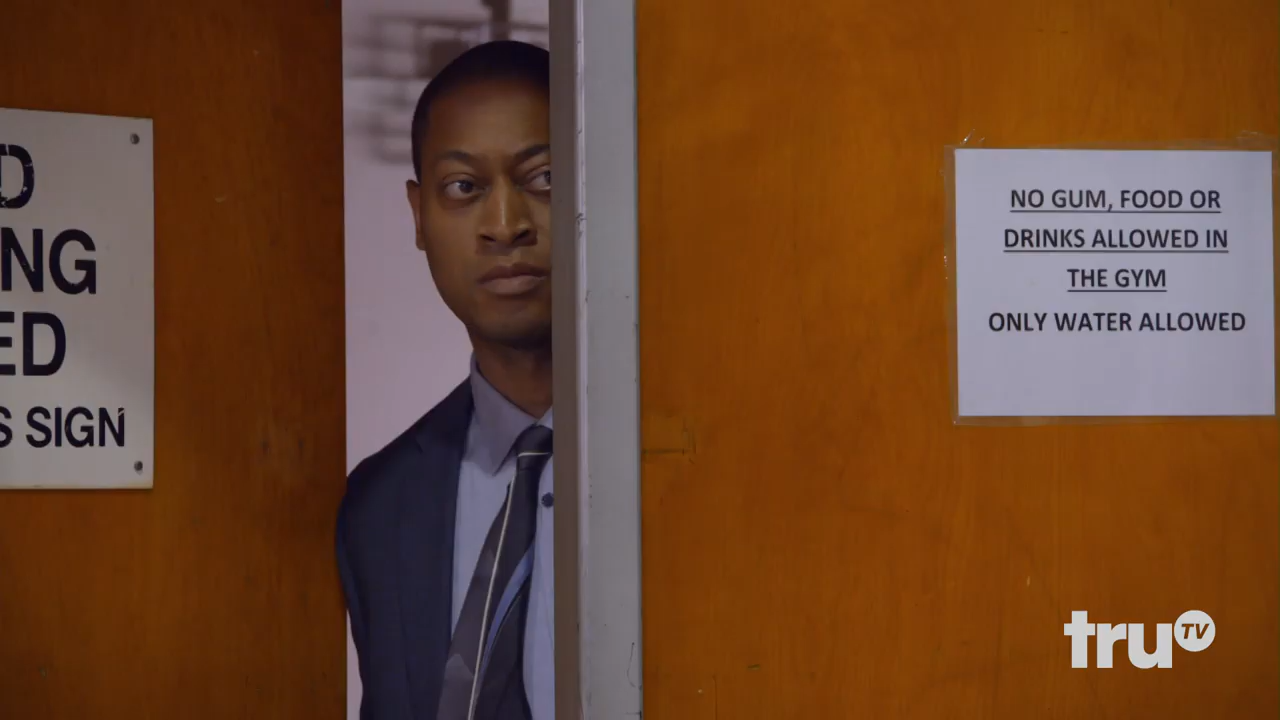 D
NG
ED
S SIGN
NO GUM, FOOD OR
DRINKS ALLOWED IN
THE GYM
ONLY WATER ALLOWED
truTV